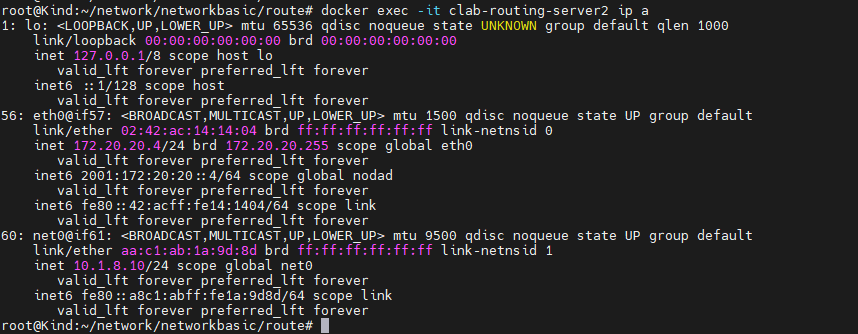 root@Kind:~/network/networkbasic/route# docker exec -it clab-routing-server2 ip a
1: lo: <LOOPBACK,UP,LOWER_UP> mtu 65536 qdisc noqueue state UNKNOWN group default qlen 1000
    link/loopback 00:00:00:00:00:00 brd 00:00:00:00:00:00
    inet 127.0.0.1/8 scope host lo
       valid_lft forever preferred_lft forever
    inet6 ::1/128 scope host
       valid_lft forever preferred_lft forever
56: eth0@if57: <BROADCAST,MULTICAST,UP,LOWER_UP> mtu 1500 qdisc noqueue state UP group default
    link/ether 02:42:ac:14:14:04 brd ff:ff:ff:ff:ff:ff link-netnsid 0
    inet 172.20.20.4/24 brd 172.20.20.255 scope global eth0
       valid_lft forever preferred_lft forever
    inet6 2001:172:20:20::4/64 scope global nodad
       valid_lft forever preferred_lft forever
    inet6 fe80::42:acff:fe14:1404/64 scope link
       valid_lft forever preferred_lft forever
60: net0@if61: <BROADCAST,MULTICAST,UP,LOWER_UP> mtu 9500 qdisc noqueue state UP group default
    link/ether aa:c1:ab:1a:9d:8d brd ff:ff:ff:ff:ff:ff link-netnsid 1
    inet 10.1.8.10/24 scope global net0
       valid_lft forever preferred_lft forever
    inet6 fe80::a8c1:abff:fe1a:9d8d/64 scope link
       valid_lft forever preferred_lft forever
root@Kind:~/network/networkbasic/route#